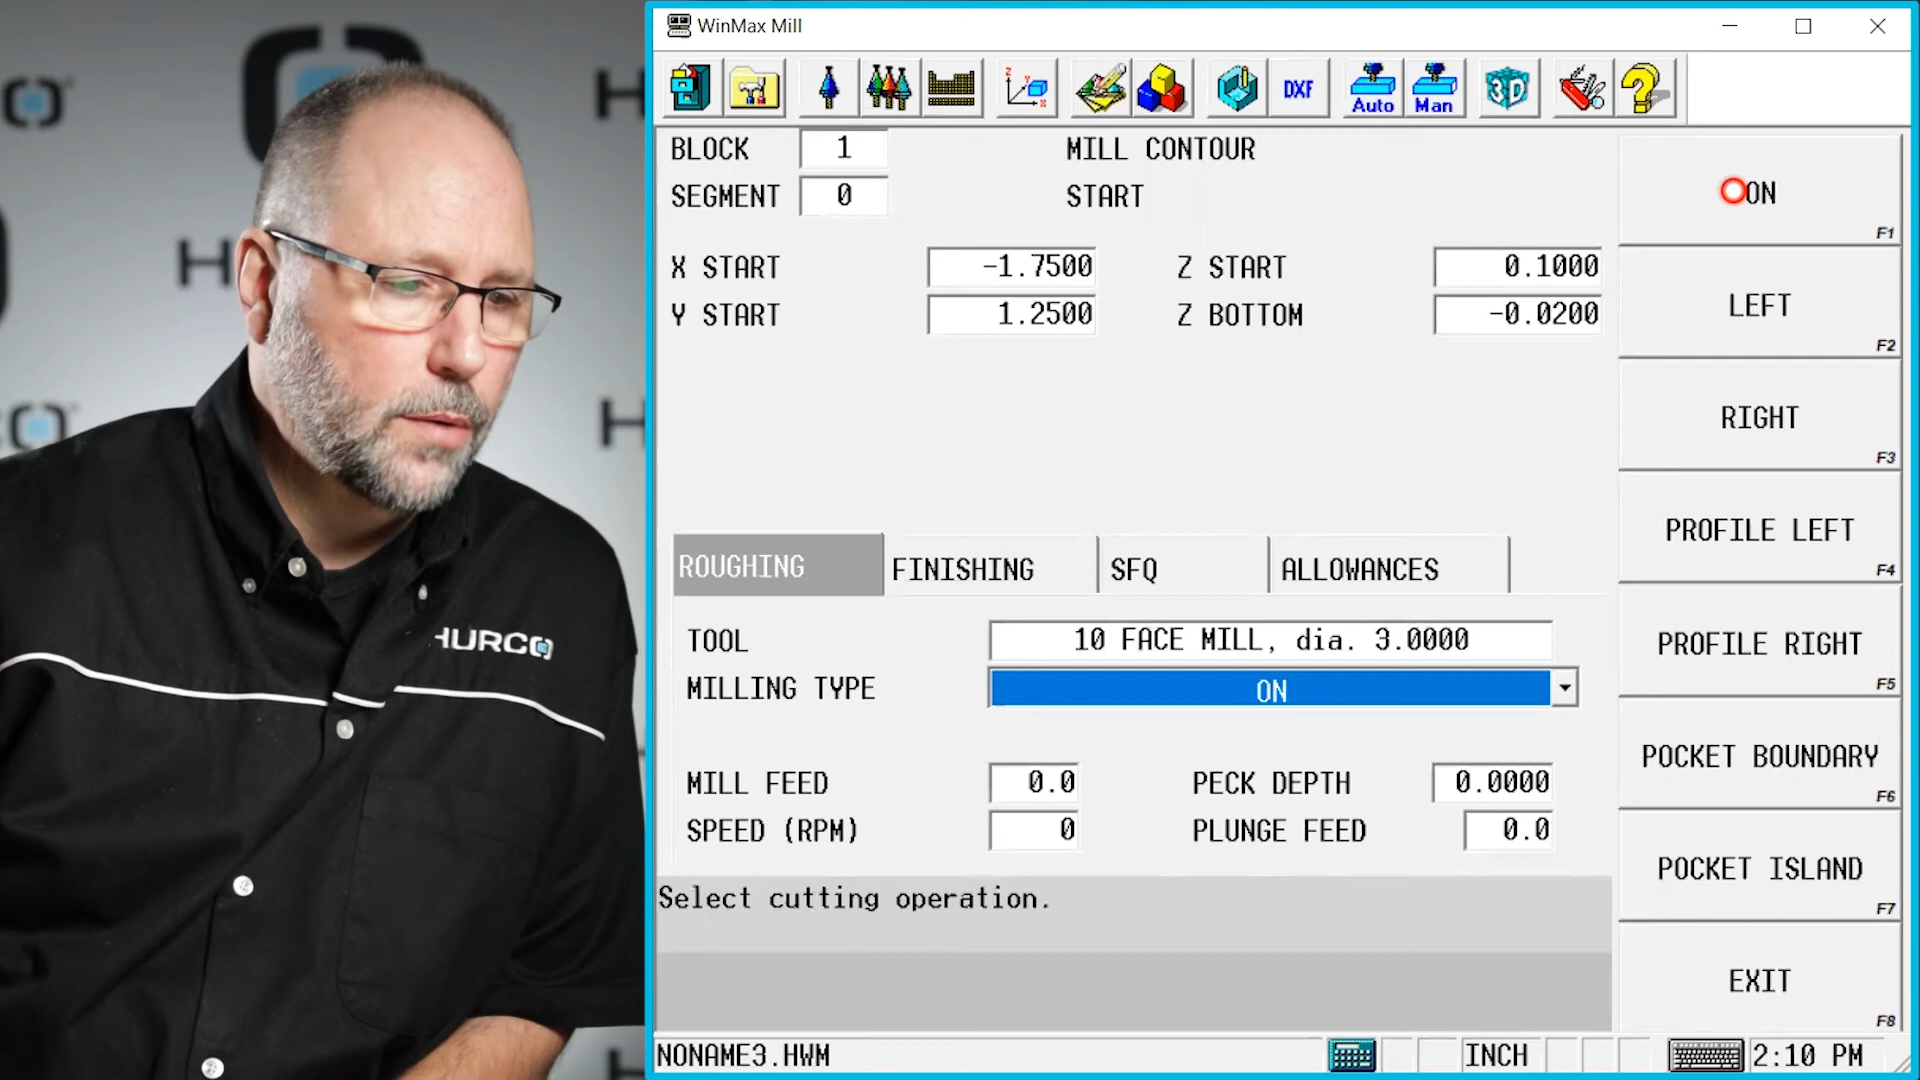 WinMax Mill
DXF
Auto
Man
3D
BLOCK 1 MILL CONTOUR
SEGMENT 0 START
X START -1.7500 Z START 0.1000
Y START 1.2500 Z BOTTOM -0.0200
ROUGHING FINISHING SFQ ALLOWANCES
TOOL 10 FACE MILL, dia. 3.0000
MILLING TYPE ON
MILL FEED 0.0 PECK DEPTH 0.0000
SPEED (RPM) 0 PLUNGE FEED 0.0
Select cutting operation.
NONAME3.HWM INCH 2:10 PM
ON
F1
LEFT
F2
RIGHT
F3
PROFILE LEFT
F4
PROFILE RIGHT
F5
POCKET BOUNDARY
F6
POCKET ISLAND
F7
EXIT
F8
HURCO